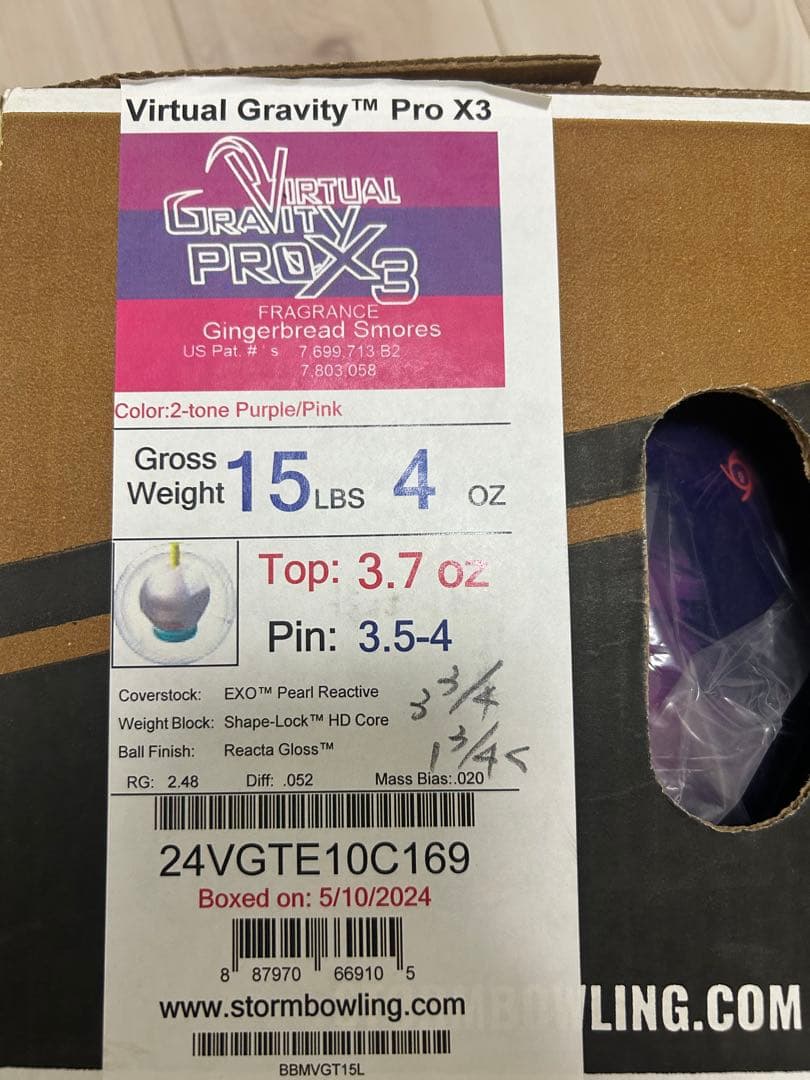 Virtual Gravity™ Pro X3
VIRTUAL
GRAVITY
PRO X3
FRAGRANCE
Gingerbread Smores
US Pat. # ' s 7,699,713 B2
7,803,058
Color:2-tone Purple/Pink
Gross Weight 15 LBS 4 OZ
Top: 3.7 oz
Pin: 3.5-4
3 3/4
Coverstock: EXO™ Pearl Reactive
Weight Block: Shape-Lock™ HD Core
1 3/4 <
Ball Finish: Reacta Gloss™
RG: 2.48 Diff: .052 Mass Bias:.020
24VGTE10C169
Boxed on: 5/10/2024
8 87970 66910 5
www.stormbowling.com
STORMBOWLING.COM
BBMVGT15L